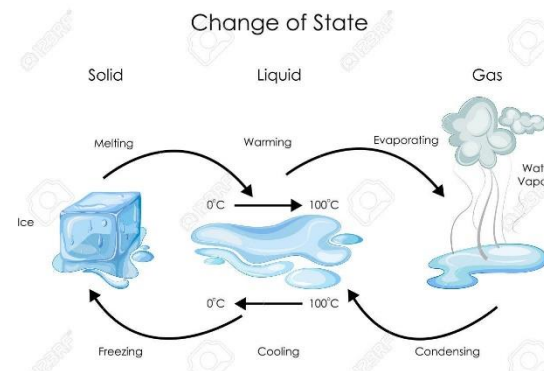 Change of State
Solid
Liquid
Gas
Melting
Warming
Evaporating
0°C
100°C
Ice
0°C
100°C
Freezing
Cooling
Condensing